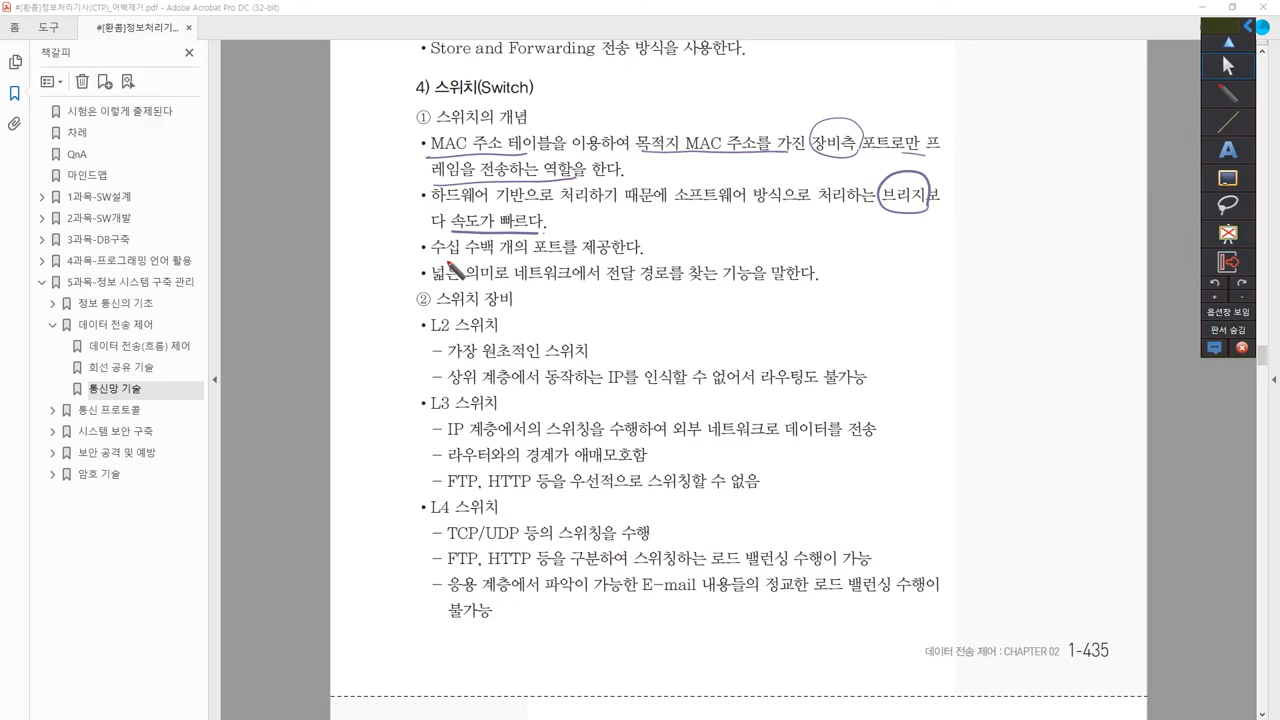 #[환콤]정보처리기사(CTP)_여백제거.pdf - Adobe Acrobat Pro DC (32-bit)
홈 도구 #[환콤]정보처리기... ×
책갈피 ×
시험은 이렇게 출제된다
차례
QnA
마인드맵
1과목-SW설계
2과목-SW개발
3과목-DB구축
4과목-프로그래밍 언어 활용
5과목-정보 시스템 구축 관리
정보 통신의 기초
데이터 전송 제어
데이터 전송(흐름) 제어
회선 공유 기술
통신망 기술
통신 프로토콜
시스템 보안 구축
보안 공격 및 예방
암호 기술
• Store and Forwarding 전송 방식을 사용한다.
4) 스위치(Switch)
① 스위치의 개념
• MAC 주소 테이블을 이용하여 목적지 MAC 주소를 가진 장비측 포트로만 프
레임을 전송하는 역할을 한다.
• 하드웨어 기반으로 처리하기 때문에 소프트웨어 방식으로 처리하는 브리지보
다 속도가 빠르다.
• 수십 수백 개의 포트를 제공한다.
• 넓은 의미로 네트워크에서 전달 경로를 찾는 기능을 말한다.
② 스위치 장비
• L2 스위치
– 가장 원초적인 스위치
– 상위 계층에서 동작하는 IP를 인식할 수 없어서 라우팅도 불가능
• L3 스위치
– IP 계층에서의 스위칭을 수행하여 외부 네트워크로 데이터를 전송
– 라우터와의 경계가 애매모호함
– FTP, HTTP 등을 우선적으로 스위칭할 수 없음
• L4 스위치
– TCP/UDP 등의 스위칭을 수행
– FTP, HTTP 등을 구분하여 스위칭하는 로드 밸런싱 수행이 가능
– 응용 계층에서 파악이 가능한 E-mail 내용들의 정교한 로드 밸런싱 수행이
불가능
데이터 전송 제어 : CHAPTER 02 1-435
A
+ -
옵션창 보임
판서 숨김